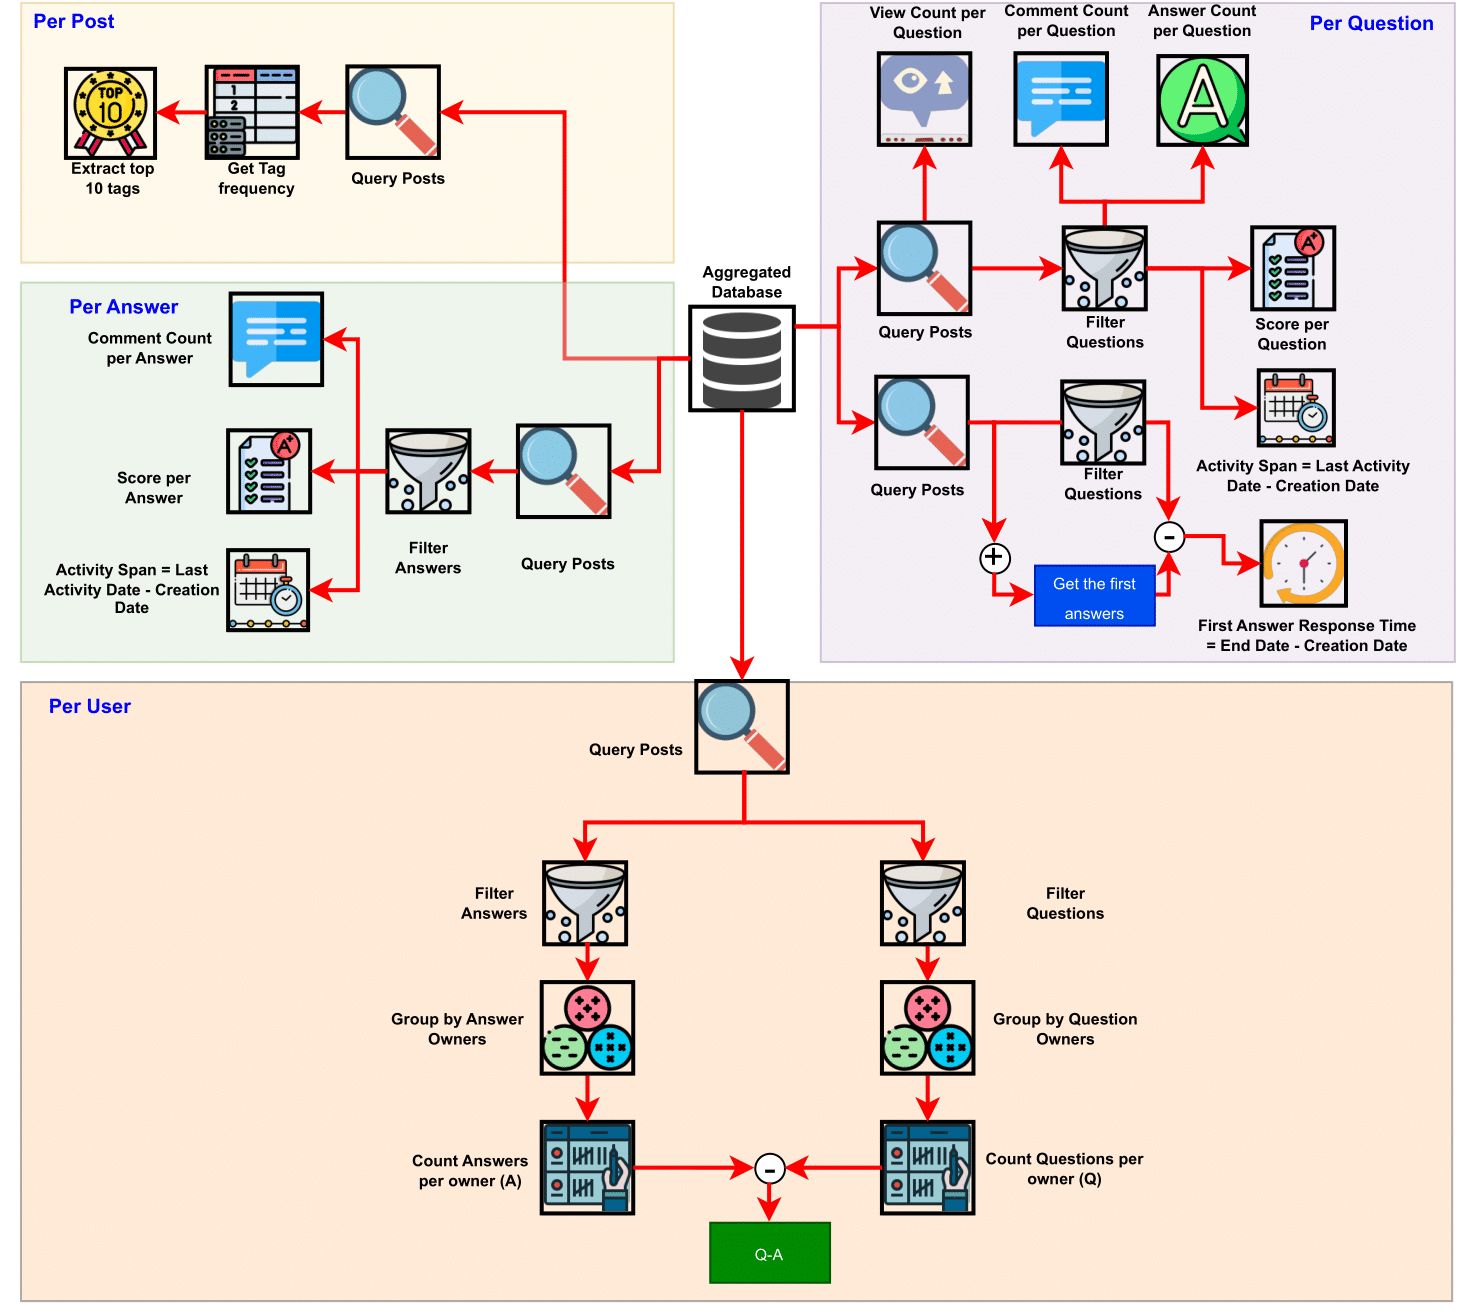 Per Post
TOP
10
1
2
Extract top
10 tags
Get Tag
frequency
Query Posts
Per Answer
Comment Count
per Answer
A+
Score per
Answer
Activity Span = Last
Activity Date - Creation
Date
Filter
Answers
Query Posts
Aggregated
Database
Per Question
View Count per
Question
Comment Count
per Question
Answer Count
per Question
A
Query Posts
Filter
Questions
A+
Score per
Question
Query Posts
Filter
Questions
Activity Span = Last Activity
Date - Creation Date
+
-
Get the first
answers
First Answer Response Time
= End Date - Creation Date
Per User
Query Posts
Filter
Answers
Filter
Questions
Group by Answer
Owners
Group by Question
Owners
Count Answers
per owner (A)
-
Count Questions per
owner (Q)
Q-A